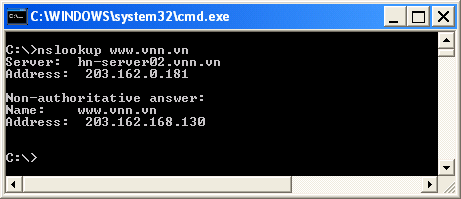 C:\WINDOWS\system32\cmd.exe
C:\>nslookup www.vnn.vn
Server:  hn-server02.vnn.vn
Address:  203.162.0.181
Non-authoritative answer:
Name:    www.vnn.vn
Address:  203.162.168.130
C:\>